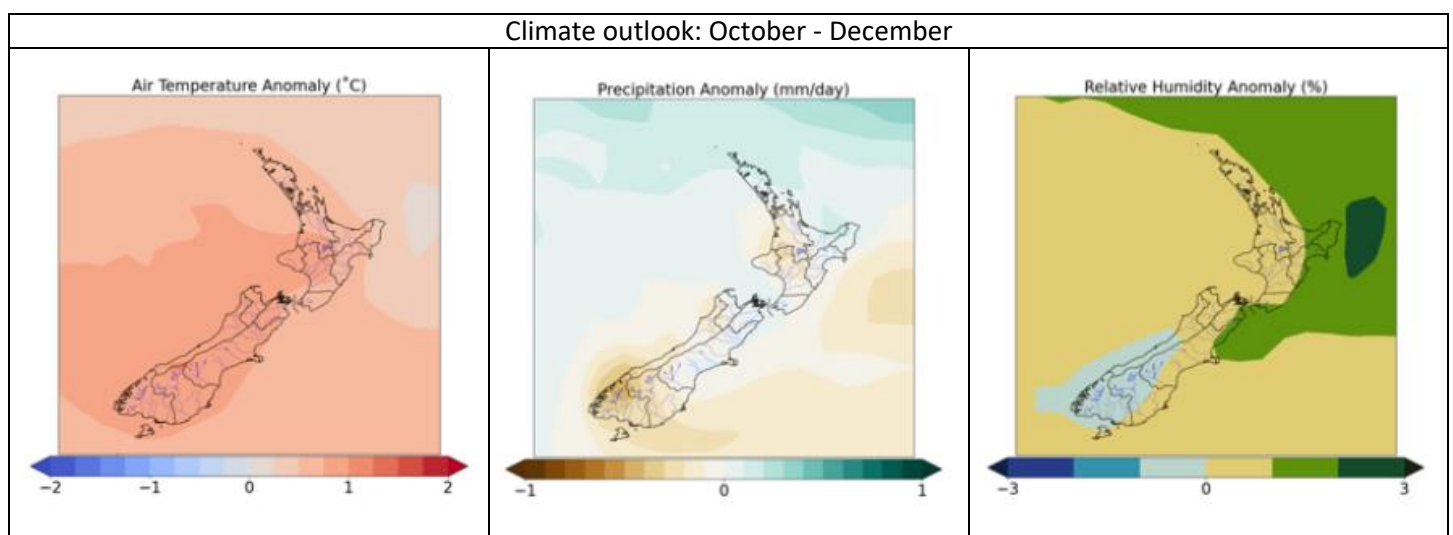 Climate outlook: October - December
Air Temperature Anomaly (˚C)
Precipitation Anomaly (mm/day)
Relative Humidity Anomaly (%)
−2 −1 0 1 2
−1 0 1
−3 0 3